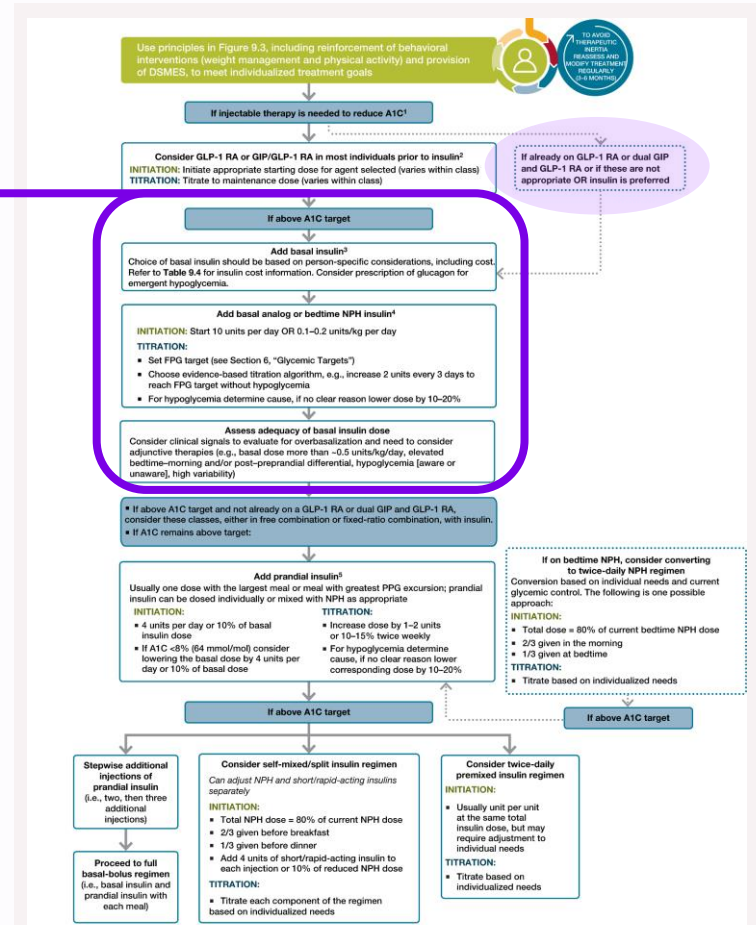 Use principles in Figure 9.3, including reinforcement of behavioral
interventions (weight management and physical activity) and provision
of DSMES, to meet individualized treatment goals
TO AVOID
THERAPEUTIC
INERTIA
REASSESS AND
MODIFY TREATMENT
REGULARLY
(3–6 MONTHS)
If injectable therapy is needed to reduce A1C¹
Consider GLP-1 RA or GIP/GLP-1 RA in most individuals prior to insulin²
INITIATION: Initiate appropriate starting dose for agent selected (varies within class)
TITRATION: Titrate to maintenance dose (varies within class)
If already on GLP-1 RA or dual GIP
and GLP-1 RA or if these are not
appropriate OR insulin is preferred
If above A1C target
Add basal insulin³
Choice of basal insulin should be based on person-specific considerations, including cost.
Refer to Table 9.4 for insulin cost information. Consider prescription of glucagon for
emergent hypoglycemia.
Add basal analog or bedtime NPH insulin⁴
INITIATION: Start 10 units per day OR 0.1–0.2 units/kg per day
TITRATION:
▪ Set FPG target (see Section 6, “Glycemic Targets”)
▪ Choose evidence-based titration algorithm, e.g., increase 2 units every 3 days to
reach FPG target without hypoglycemia
▪ For hypoglycemia determine cause, if no clear reason lower dose by 10–20%
Assess adequacy of basal insulin dose
Consider clinical signals to evaluate for overbasalization and need to consider
adjunctive therapies (e.g., basal dose more than ~0.5 units/kg/day, elevated
bedtime–morning and/or post–preprandial differential, hypoglycemia [aware or
unaware], high variability)
▪ If above A1C target and not already on a GLP-1 RA or dual GIP and GLP-1 RA,
consider these classes, either in free combination or fixed-ratio combination, with insulin.
▪ If A1C remains above target:
Add prandial insulin⁵
Usually one dose with the largest meal or meal with greatest PPG excursion; prandial
insulin can be dosed individually or mixed with NPH as appropriate
INITIATION:
▪ 4 units per day or 10% of basal
insulin dose
▪ If A1C <8% (64 mmol/mol) consider
lowering the basal dose by 4 units per
day or 10% of basal dose
TITRATION:
▪ Increase dose by 1–2 units
or 10–15% twice weekly
▪ For hypoglycemia determine
cause, if no clear reason lower
corresponding dose by 10–20%
If on bedtime NPH, consider converting
to twice-daily NPH regimen
Conversion based on individual needs and current
glycemic control. The following is one possible
approach:
INITIATION:
▪ Total dose = 80% of current bedtime NPH dose
▪ 2/3 given in the morning
▪ 1/3 given at bedtime
TITRATION:
▪ Titrate based on individualized needs
If above A1C target
If above A1C target
Stepwise additional
injections of
prandial insulin
(i.e., two, then three
additional
injections)
Proceed to full
basal-bolus regimen
(i.e., basal insulin and
prandial insulin with
each meal)
Consider self-mixed/split insulin regimen
Can adjust NPH and short/rapid-acting insulins
separately
INITIATION:
▪ Total NPH dose = 80% of current NPH dose
▪ 2/3 given before breakfast
▪ 1/3 given before dinner
▪ Add 4 units of short/rapid-acting insulin to
each injection or 10% of reduced NPH dose
TITRATION:
▪ Titrate each component of the regimen
based on individualized needs
Consider twice-daily
premixed insulin regimen
INITIATION:
▪ Usually unit per unit
at the same total
insulin dose, but may
require adjustment to
individual needs
TITRATION:
▪ Titrate based on
individualized needs